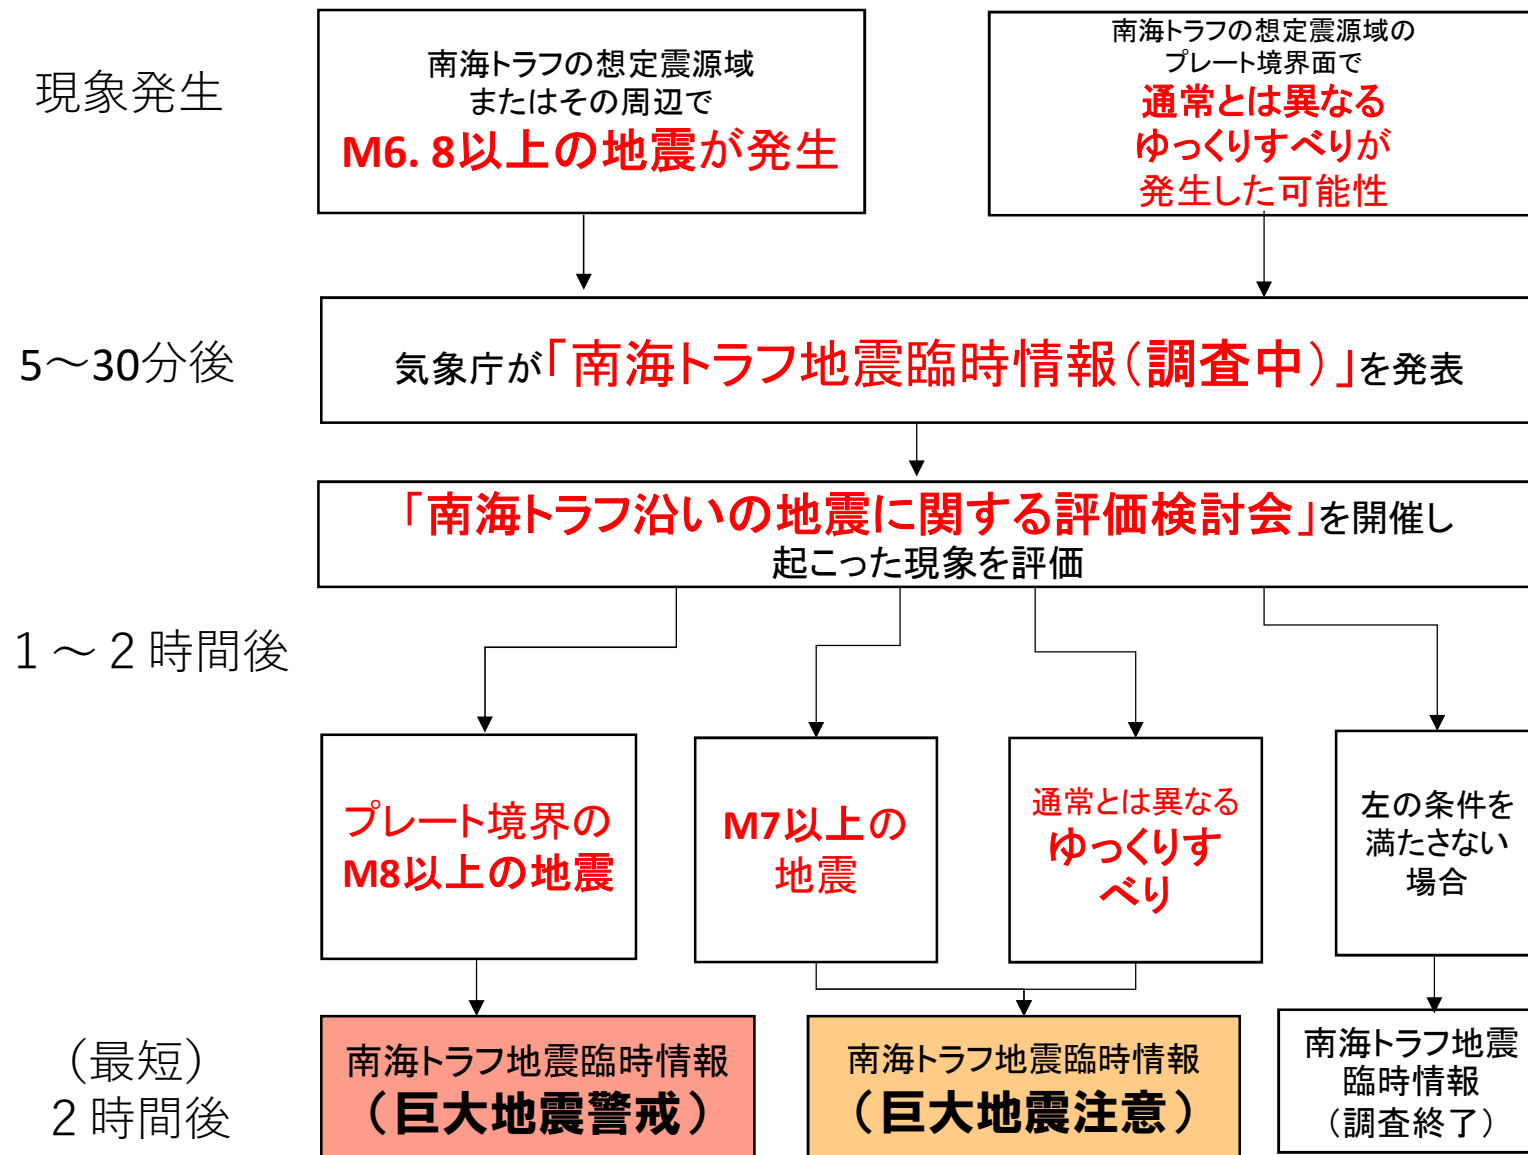 現象発生
南海トラフの想定震源域
またはその周辺で
M6. 8以上の地震が発生
南海トラフの想定震源域の
プレート境界面で
通常とは異なる
ゆっくりすべりが
発生した可能性
5～30分後
気象庁が「南海トラフ地震臨時情報（調査中）」を発表
「南海トラフ沿いの地震に関する評価検討会」を開催し
起こった現象を評価
１～２時間後
プレート境界の
M8以上の地震
M7以上の
地震
通常とは異なる
ゆっくりす
べり
左の条件を
満たさない
場合
（最短）
２時間後
南海トラフ地震臨時情報
（巨大地震警戒）
南海トラフ地震臨時情報
（巨大地震注意）
南海トラフ地震
臨時情報
（調査終了）